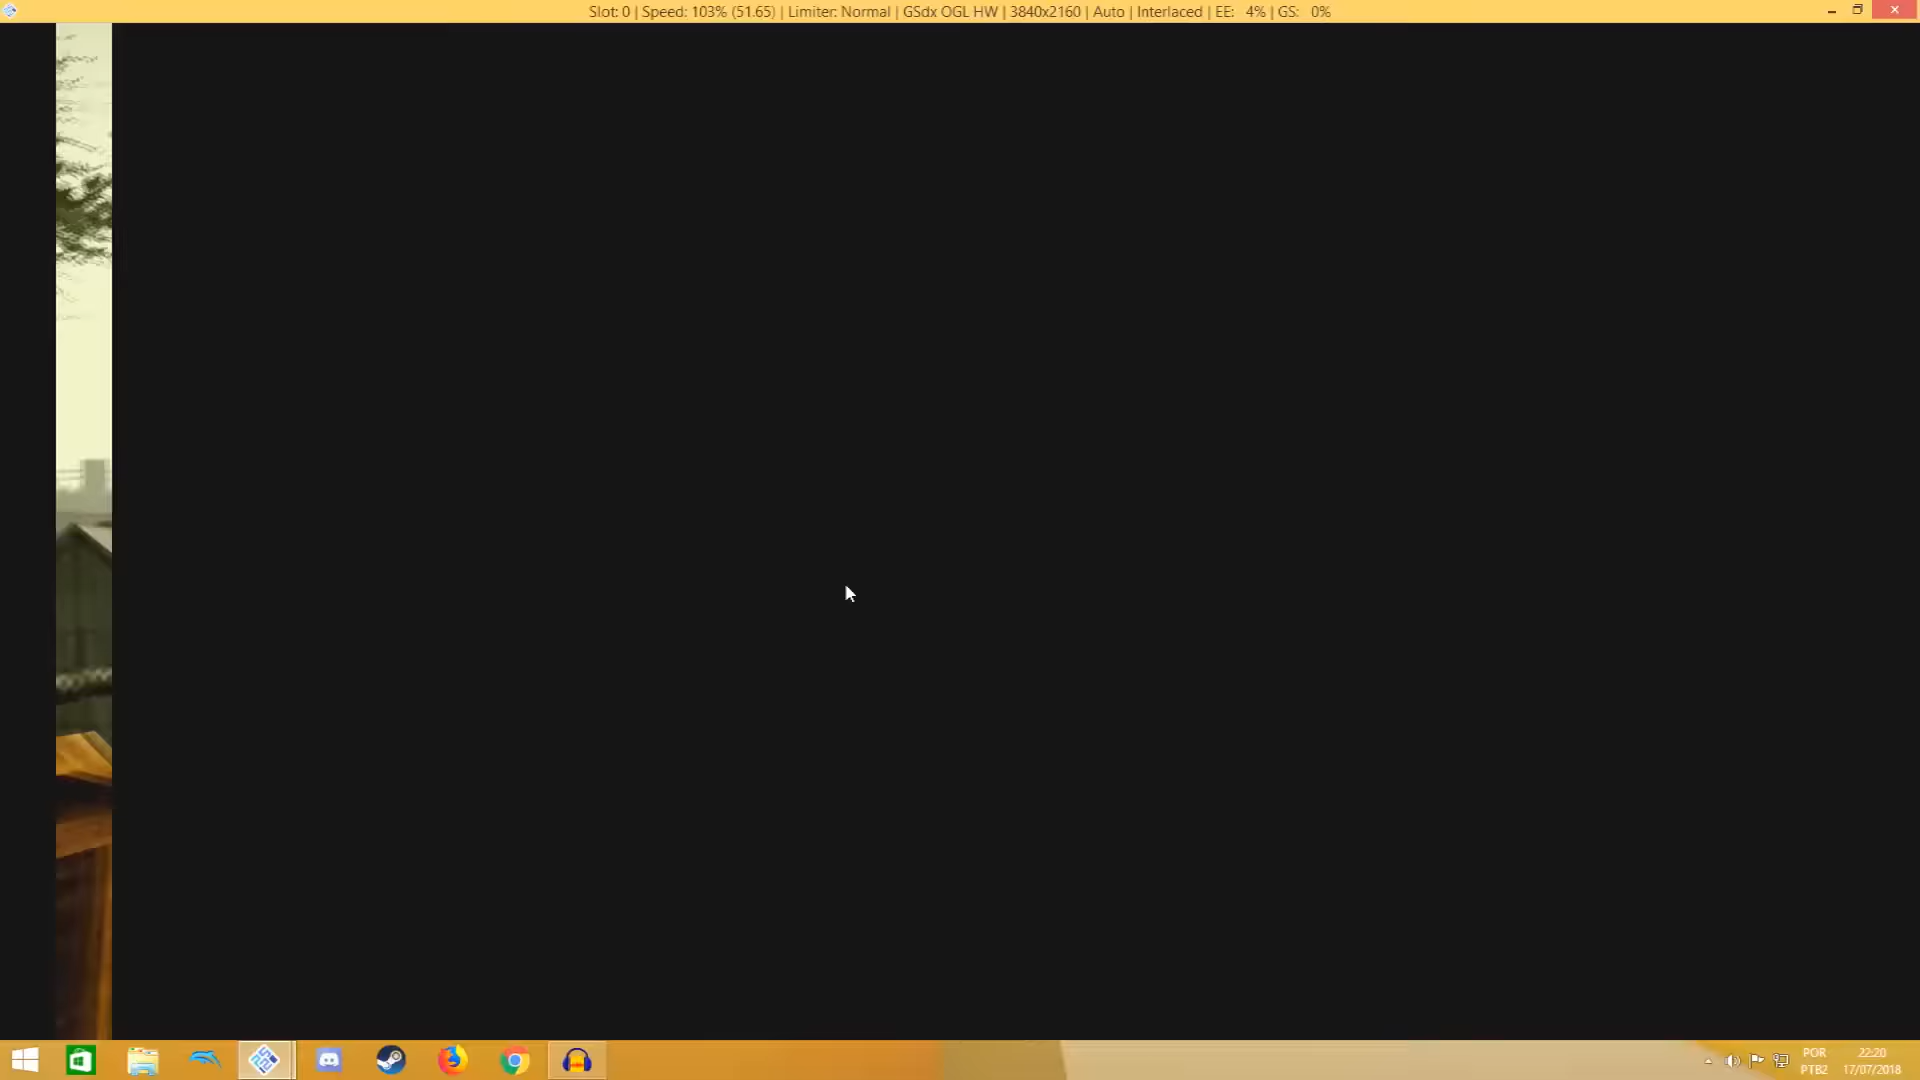 Slot: 0 | Speed: 103% (51.65) | Limiter: Normal | GSdx OGL HW | 3840x2160 | Auto | Interlaced | EE:   4% | GS:   0%
POR
PTB2
22:20
17/07/2018